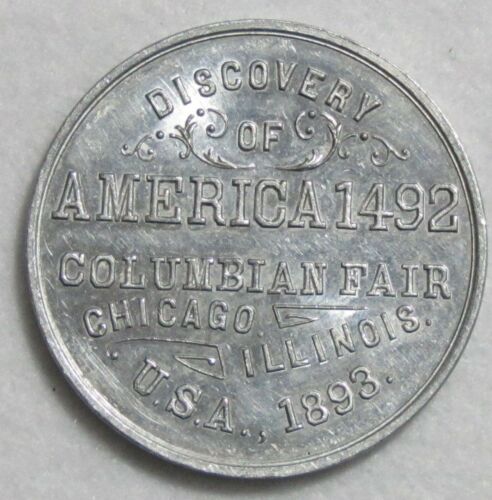 DISCOVERY
OF
AMERICA 1492
COLUMBIAN FAIR
CHICAGO
ILLINOIS.
U.S.A., 1893.